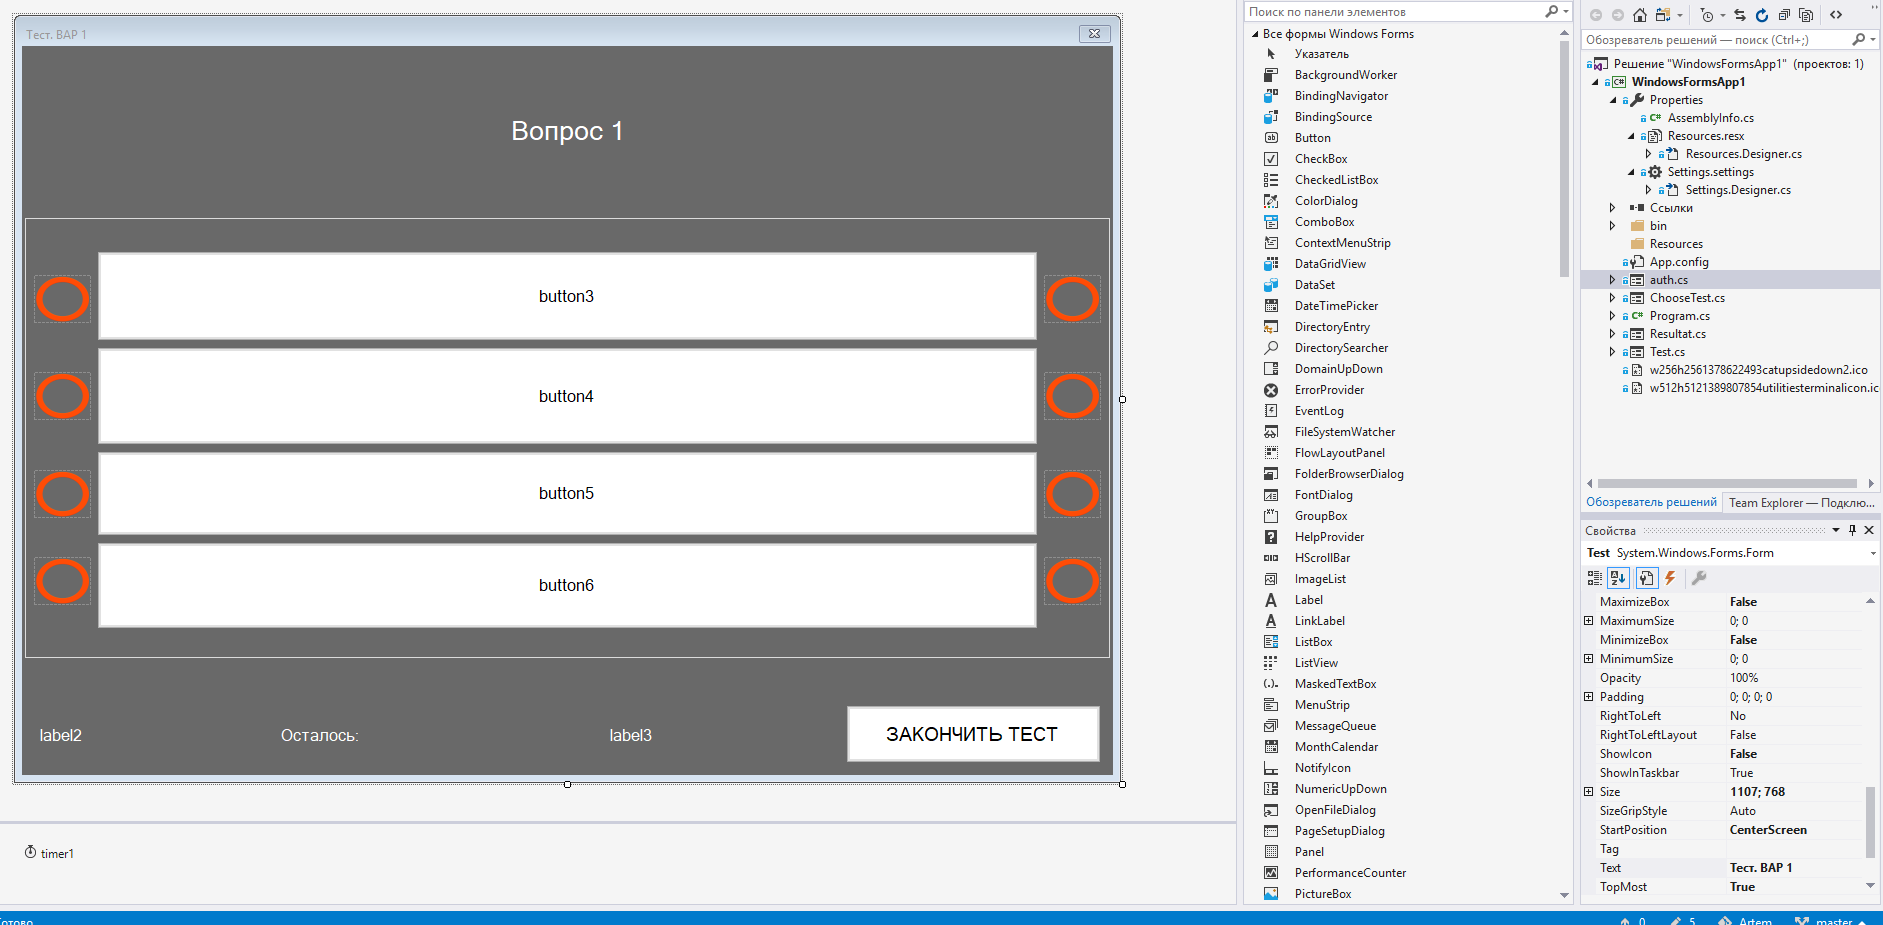 Тест. ВАР 1
Вопрос 1
button3
button4
button5
button6
label2
Осталось:
label3
ЗАКОНЧИТЬ ТЕСТ
timer1
Поиск по панели элементов
Все формы Windows Forms
Указатель
BackgroundWorker
BindingNavigator
BindingSource
Button
CheckBox
CheckedListBox
ColorDialog
ComboBox
ContextMenuStrip
DataGridView
DataSet
DateTimePicker
DirectoryEntry
DirectorySearcher
DomainUpDown
ErrorProvider
EventLog
FileSystemWatcher
FlowLayoutPanel
FolderBrowserDialog
FontDialog
GroupBox
HelpProvider
HScrollBar
ImageList
Label
LinkLabel
ListBox
ListView
MaskedTextBox
MenuStrip
MessageQueue
MonthCalendar
NotifyIcon
NumericUpDown
OpenFileDialog
PageSetupDialog
Panel
PerformanceCounter
PictureBox
Обозреватель решений — поиск (Ctrl+;)
Решение "WindowsFormsApp1" (проектов: 1)
WindowsFormsApp1
Properties
AssemblyInfo.cs
Resources.resx
Resources.Designer.cs
Settings.settings
Settings.Designer.cs
Ссылки
bin
Resources
App.config
auth.cs
ChooseTest.cs
Program.cs
Resultat.cs
Test.cs
w256h2561378622493catupsidedown2.ico
w512h5121389807854utilitiesterminalicon.ic
Обозреватель решений Team Explorer — Подклю...
Свойства
Test System.Windows.Forms.Form
MaximizeBox False
MaximumSize 0; 0
MinimizeBox False
MinimumSize 0; 0
Opacity 100%
Padding 0; 0; 0; 0
RightToLeft No
RightToLeftLayout False
ShowIcon False
ShowInTaskbar True
Size 1107; 768
SizeGripStyle Auto
StartPosition CenterScreen
Tag
Text Тест. ВАР 1
TopMost True
Готово 0 5 Artem master